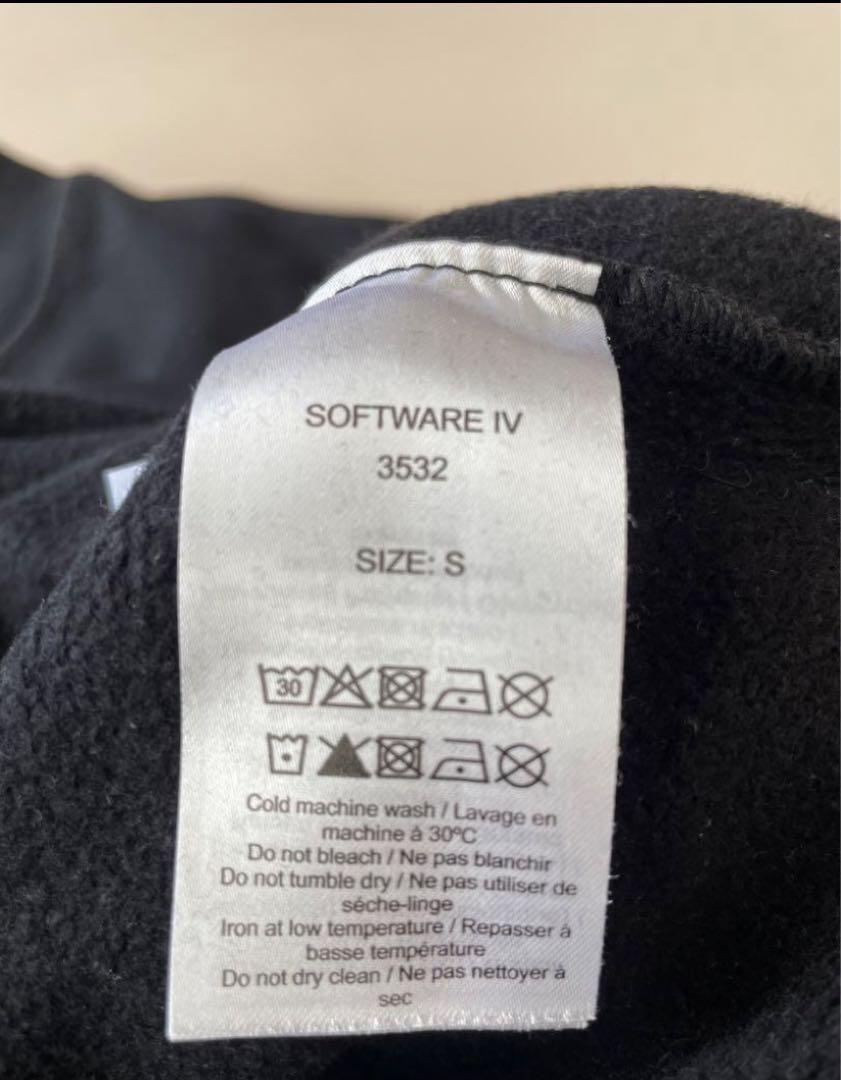 SOFTWARE IV
3532
SIZE: S
30
Cold machine wash / Lavage en
machine à 30ºC
Do not bleach / Ne pas blanchir
Do not tumble dry / Ne pas utiliser de
séche-linge
Iron at low temperature / Repasser à
basse température
Do not dry clean / Ne pas nettoyer à
sec